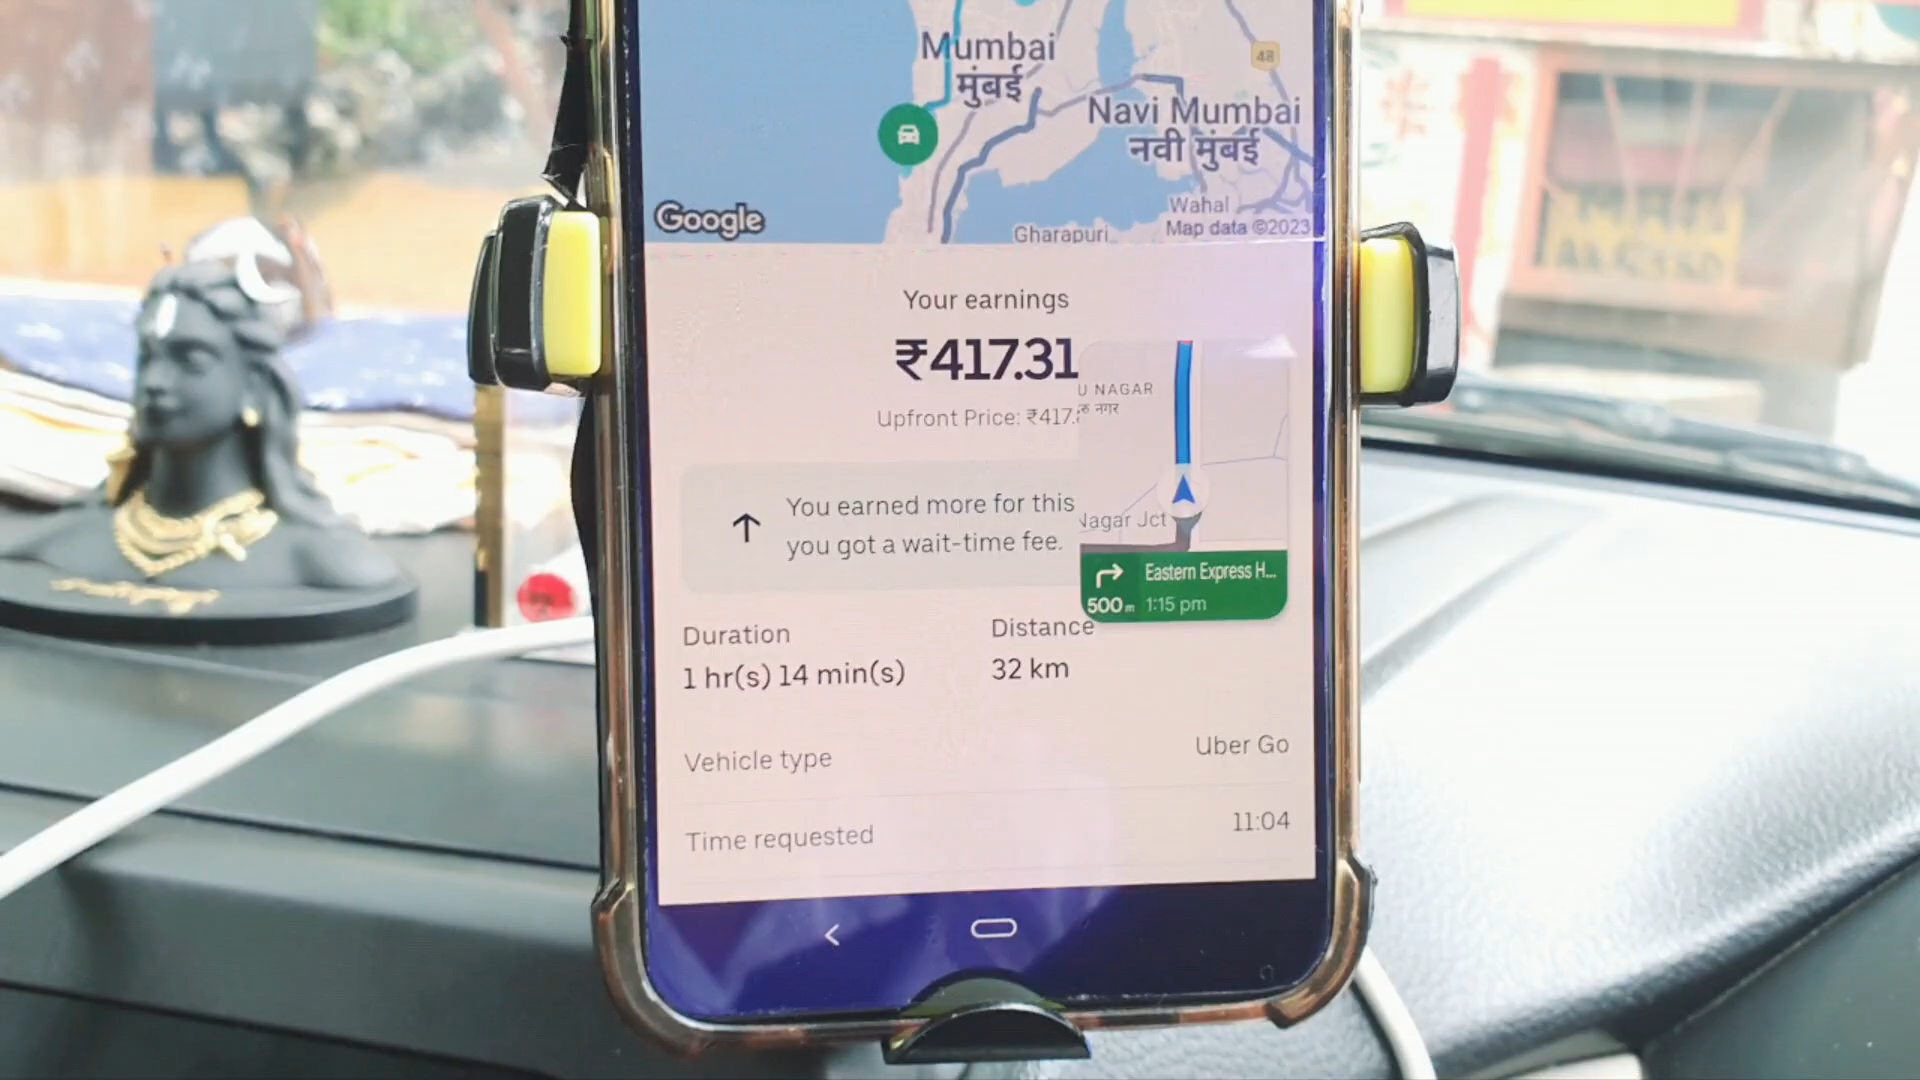 Mumbai
मुंबई
48
Navi Mumbai
नवी मुंबई
Wahal
Google
Gharapuri
Map data ©2023
Your earnings
₹417.31
Upfront Price: ₹417.
U NAGAR
नगर
You earned more for this
you got a wait-time fee.
Nagar Jct
Eastern Express H...
500 m 1:15 pm
Duration
Distance
1 hr(s) 14 min(s)
32 km
Vehicle type
Uber Go
Time requested
11:04